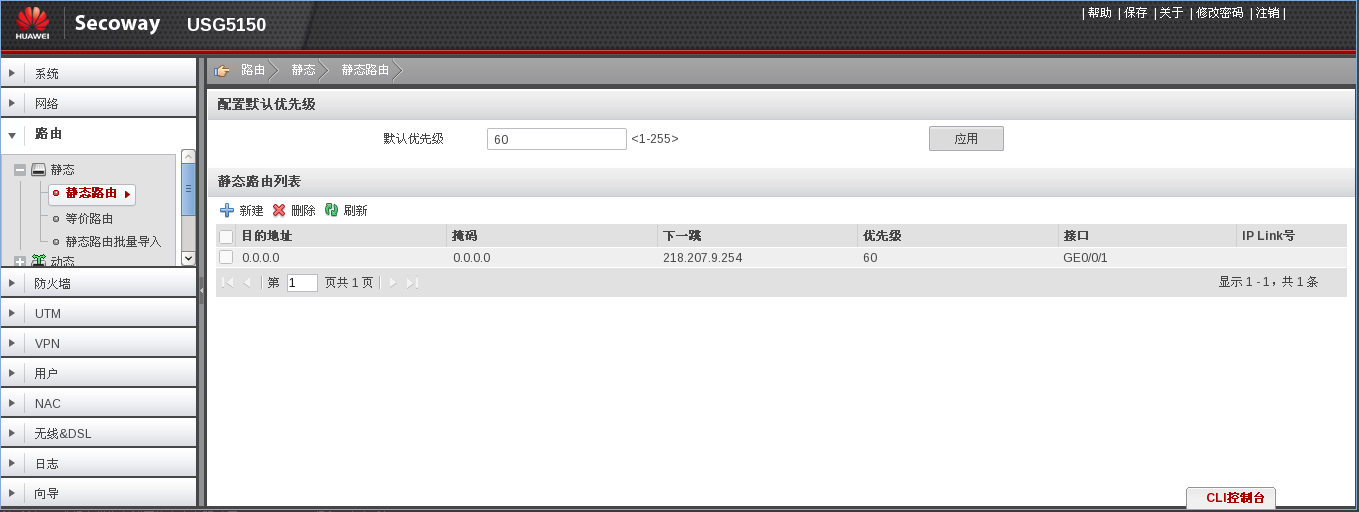 HUAWEI Secoway USG5150 | 帮助 | 保存 | 关于 | 修改密码 | 注销 |
系统
网络
路由
静态
静态路由
等价路由
静态路由批量导入
动态
防火墙
UTM
VPN
用户
NAC
无线&DSL
日志
向导
路由 静态 静态路由
配置默认优先级
默认优先级 60 <1-255> 应用
静态路由列表
新建 删除 刷新
目的地址 掩码 下一跳 优先级 接口 IP Link号
0.0.0.0 0.0.0.0 218.207.9.254 60 GE0/0/1
第 1 页共 1 页 显示 1 - 1，共 1 条
CLI控制台